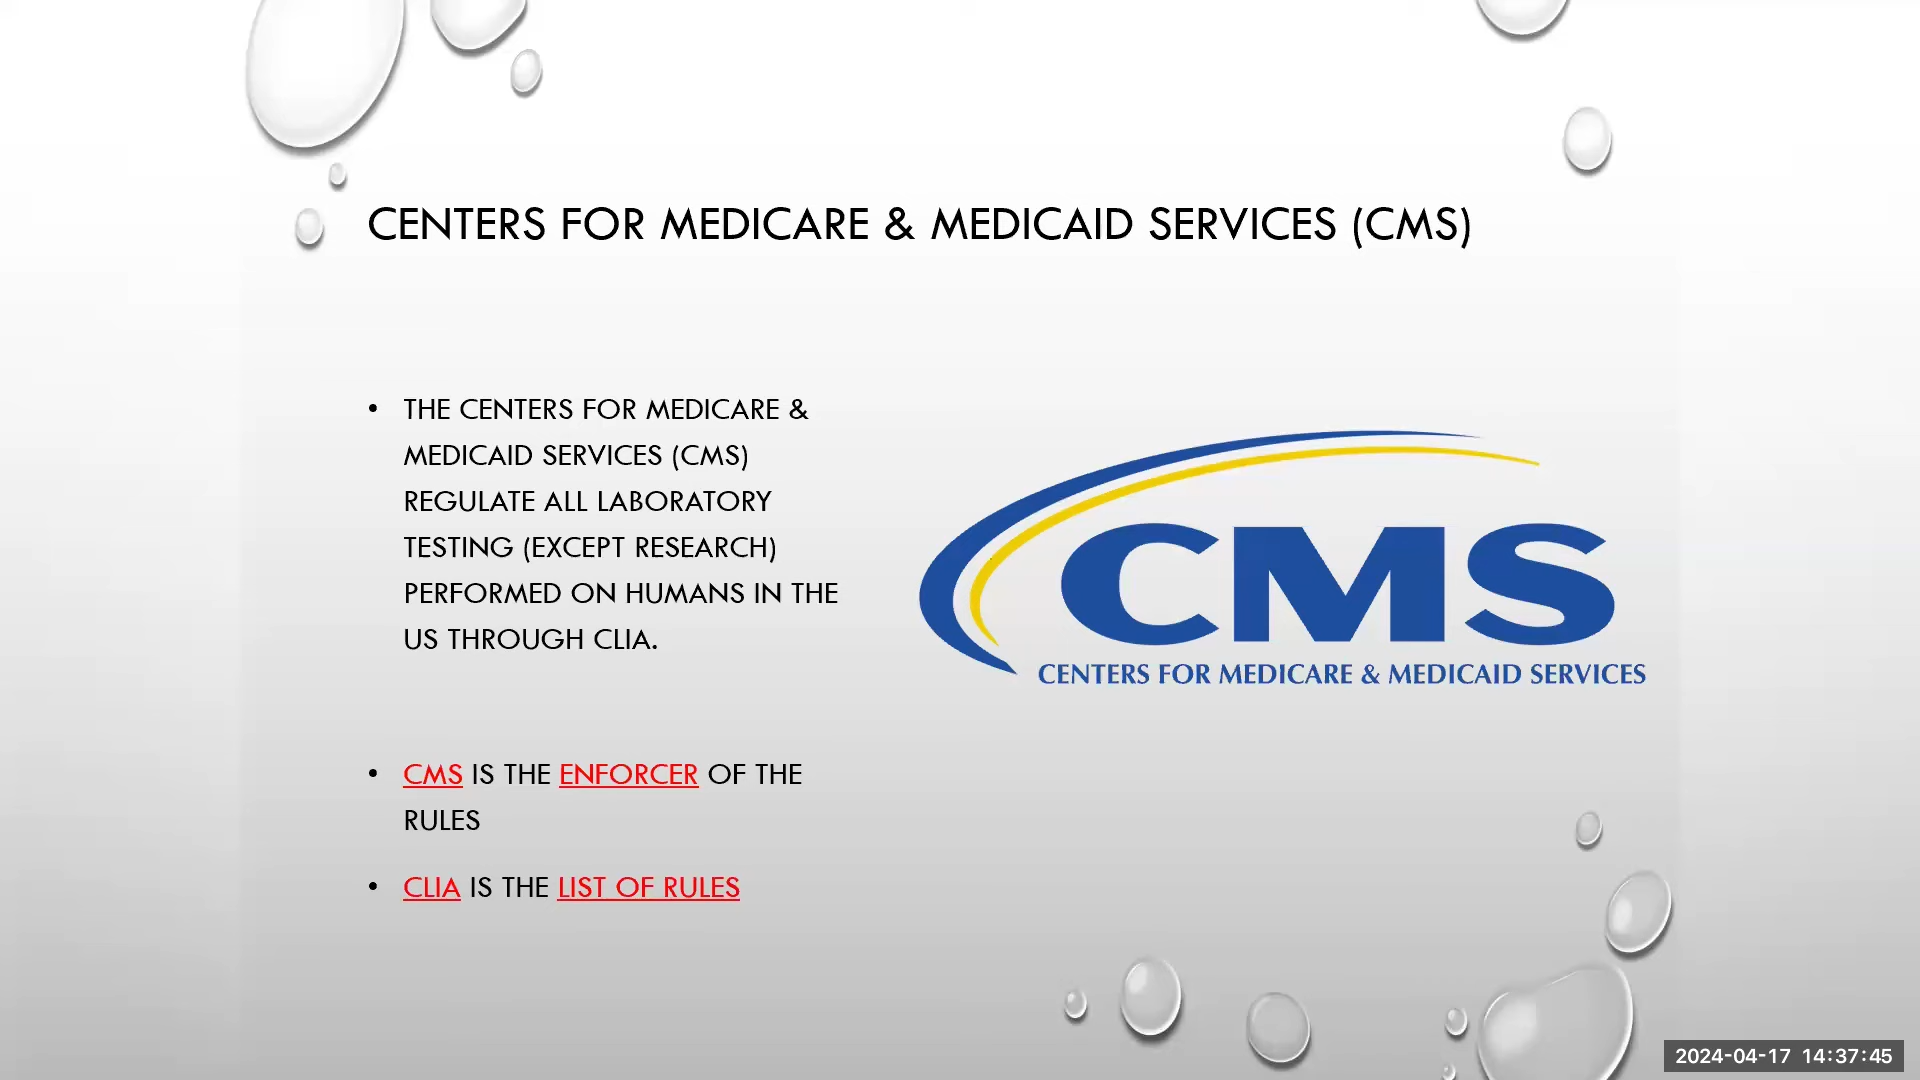 CENTERS FOR MEDICARE & MEDICAID SERVICES (CMS)
• THE CENTERS FOR MEDICARE &
MEDICAID SERVICES (CMS)
REGULATE ALL LABORATORY
TESTING (EXCEPT RESEARCH)
PERFORMED ON HUMANS IN THE
US THROUGH CLIA.
• CMS IS THE ENFORCER OF THE
RULES
• CLIA IS THE LIST OF RULES
CMS
CENTERS FOR MEDICARE & MEDICAID SERVICES
2024-04-17 14:37:45